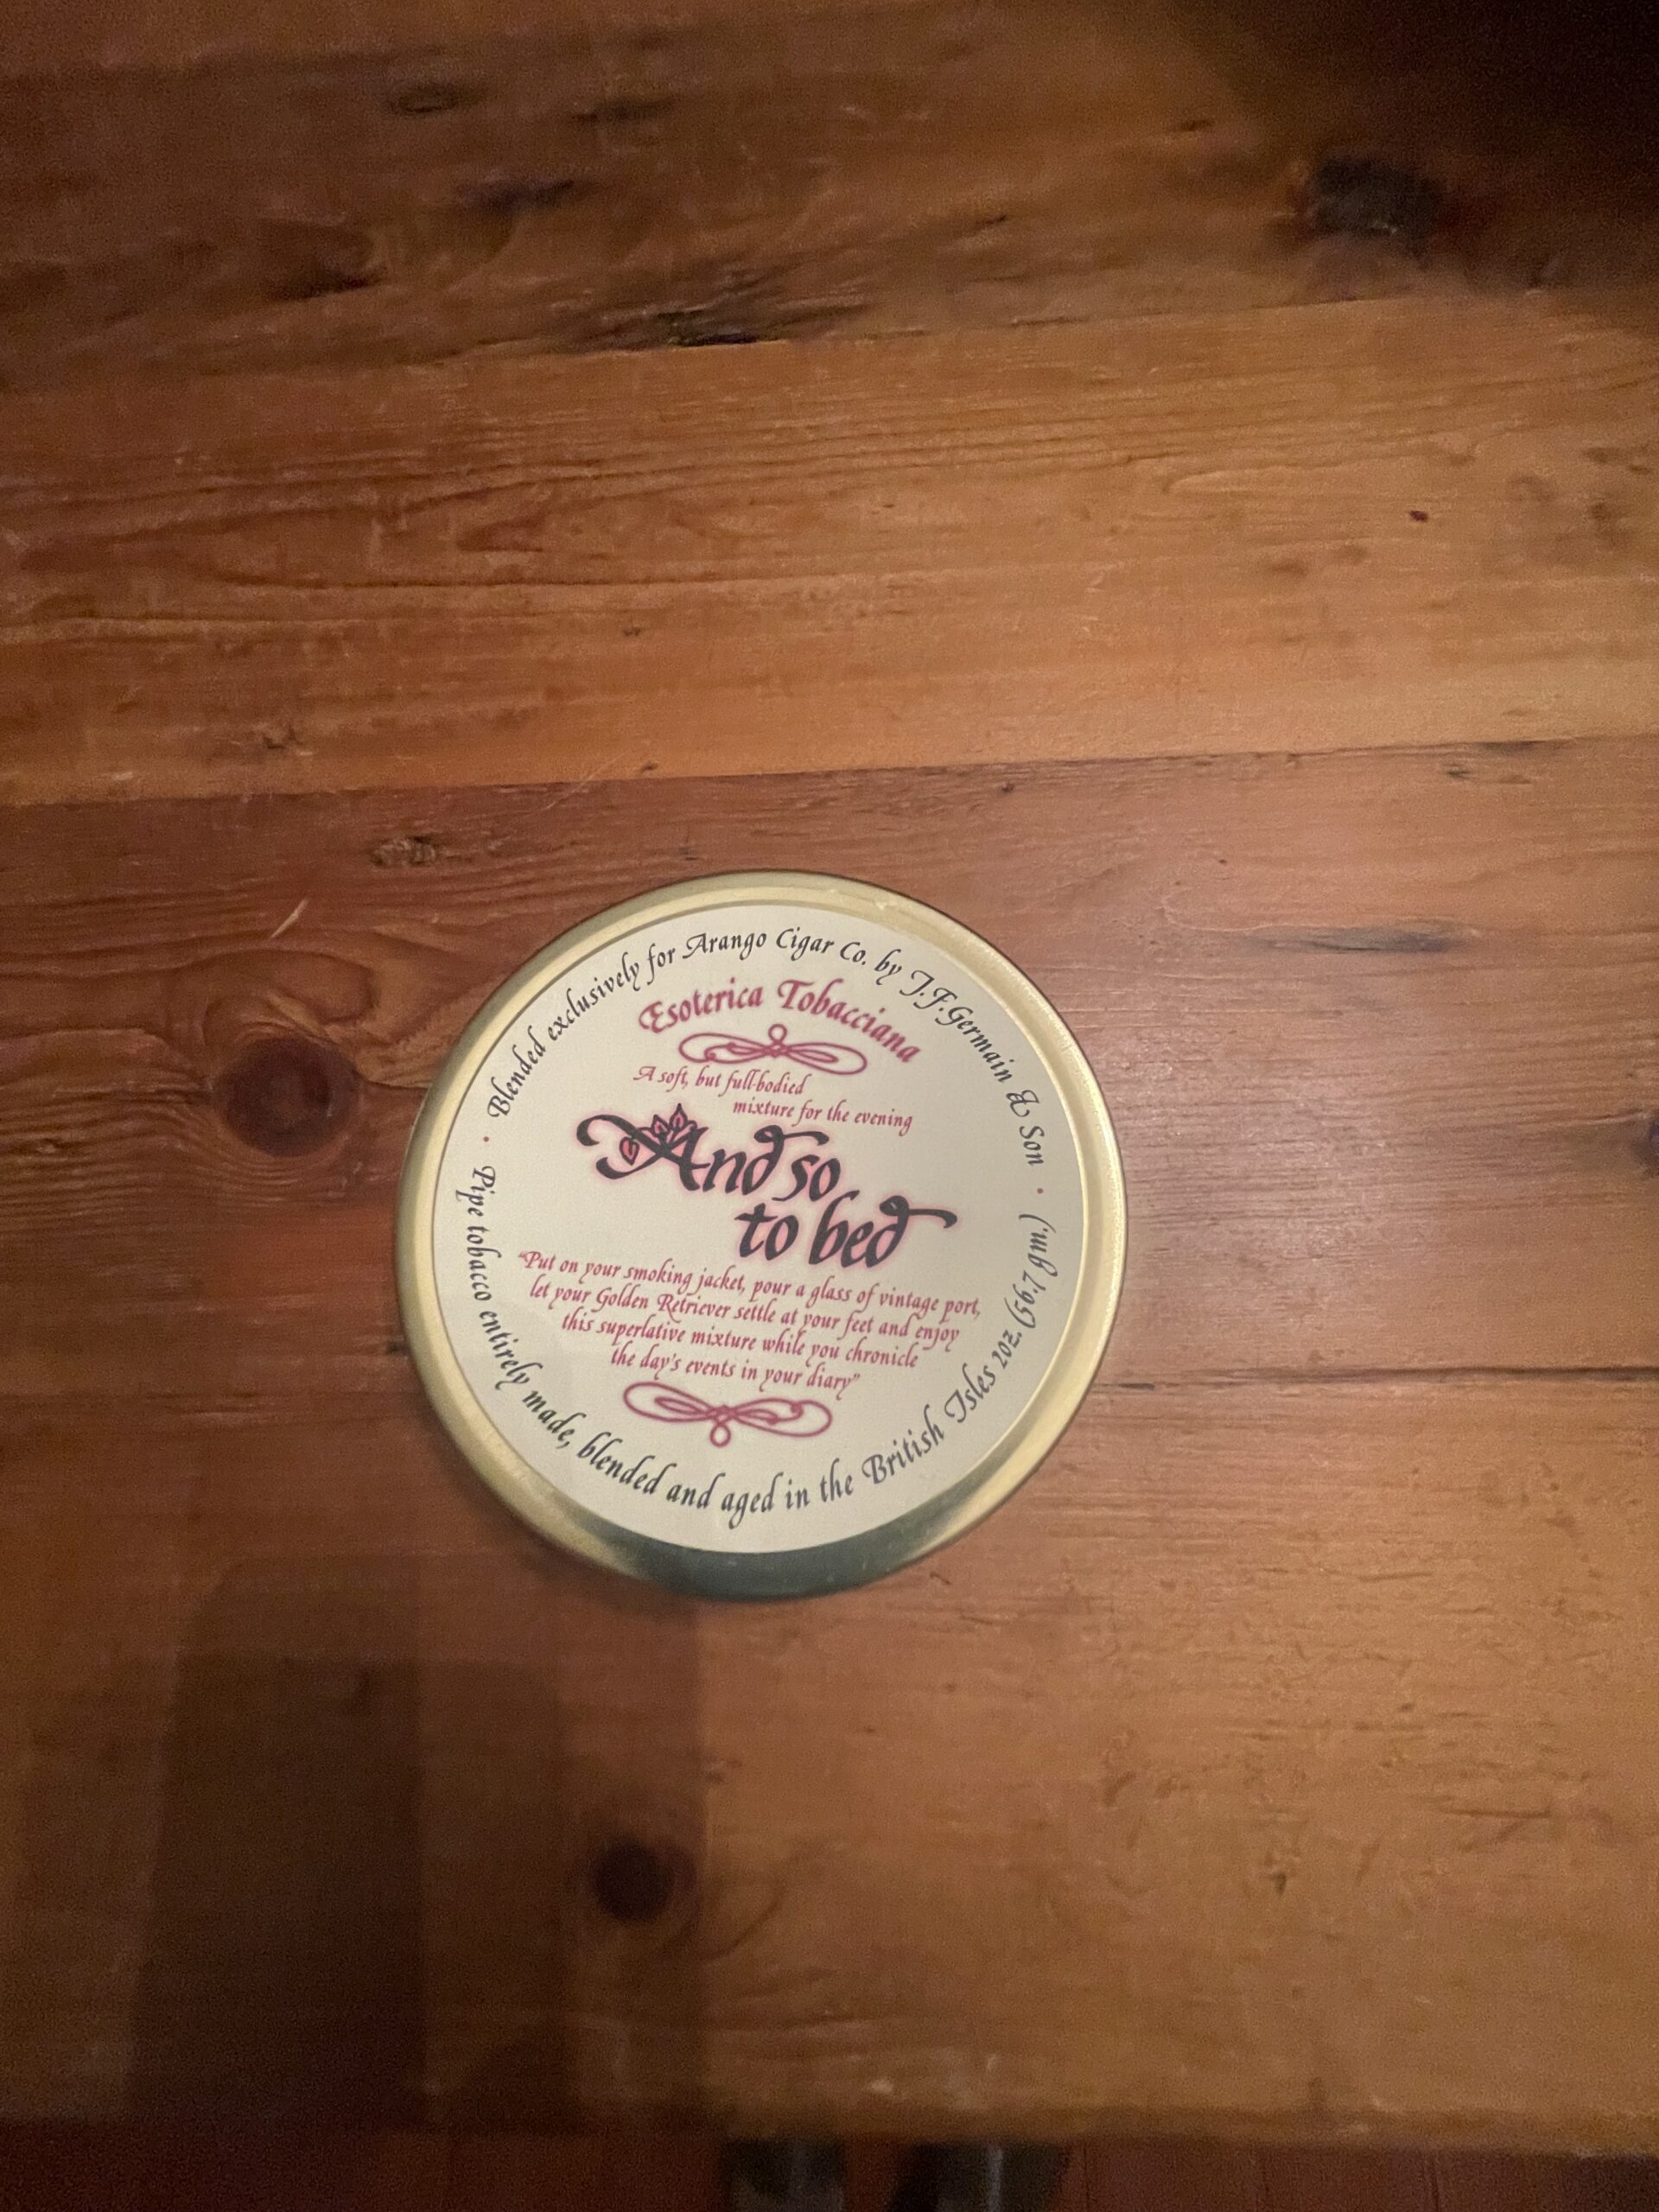 Blended exclusively for Arango Cigar Co. by J.F.Germain & Son
Esoterica Tobacciana
A soft, but full-bodied
mixture for the evening
And so
to bed
"Put on your smoking jacket, pour a glass of vintage port,
let your Golden Retriever settle at your feet and enjoy
this superlative mixture while you chronicle
the day's events in your diary"
Pipe tobacco entirely made, blended and aged in the British Isles 2oz. (56.7 gm.)